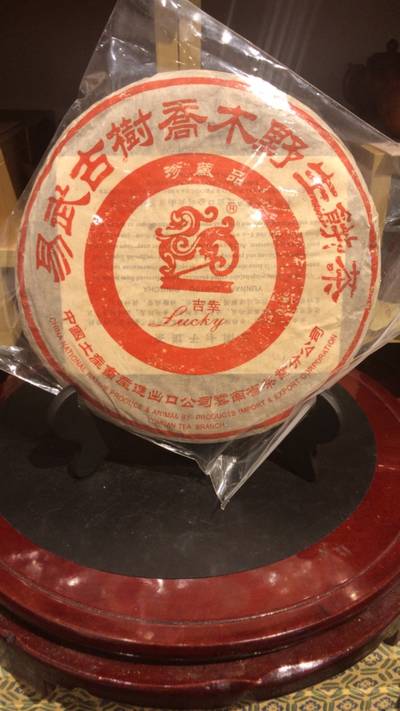 易武古樹喬木野生餅茶
珍藏品
®
吉幸
Lucky
中國土產畜產進出口公司雲南省茶葉分公司
CHINA NATIONAL NATIVE PRODUCE & ANIMAL BY-PRODUCTS IMPORT & EXPORT CORPORATION
YUNNAN TEA BRANCH